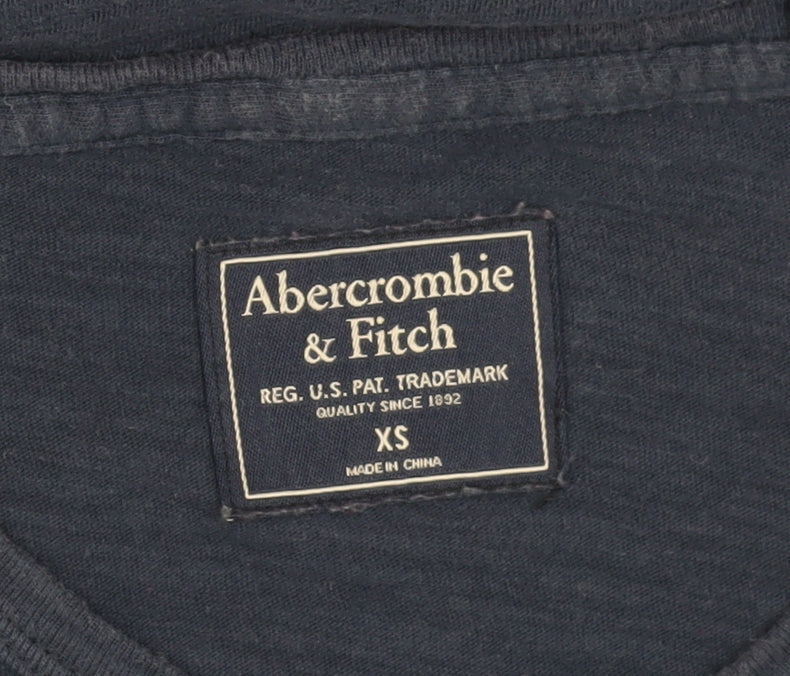 Abercrombie
& Fitch
REG. U.S. PAT. TRADEMARK
QUALITY SINCE 1892
XS
MADE IN CHINA